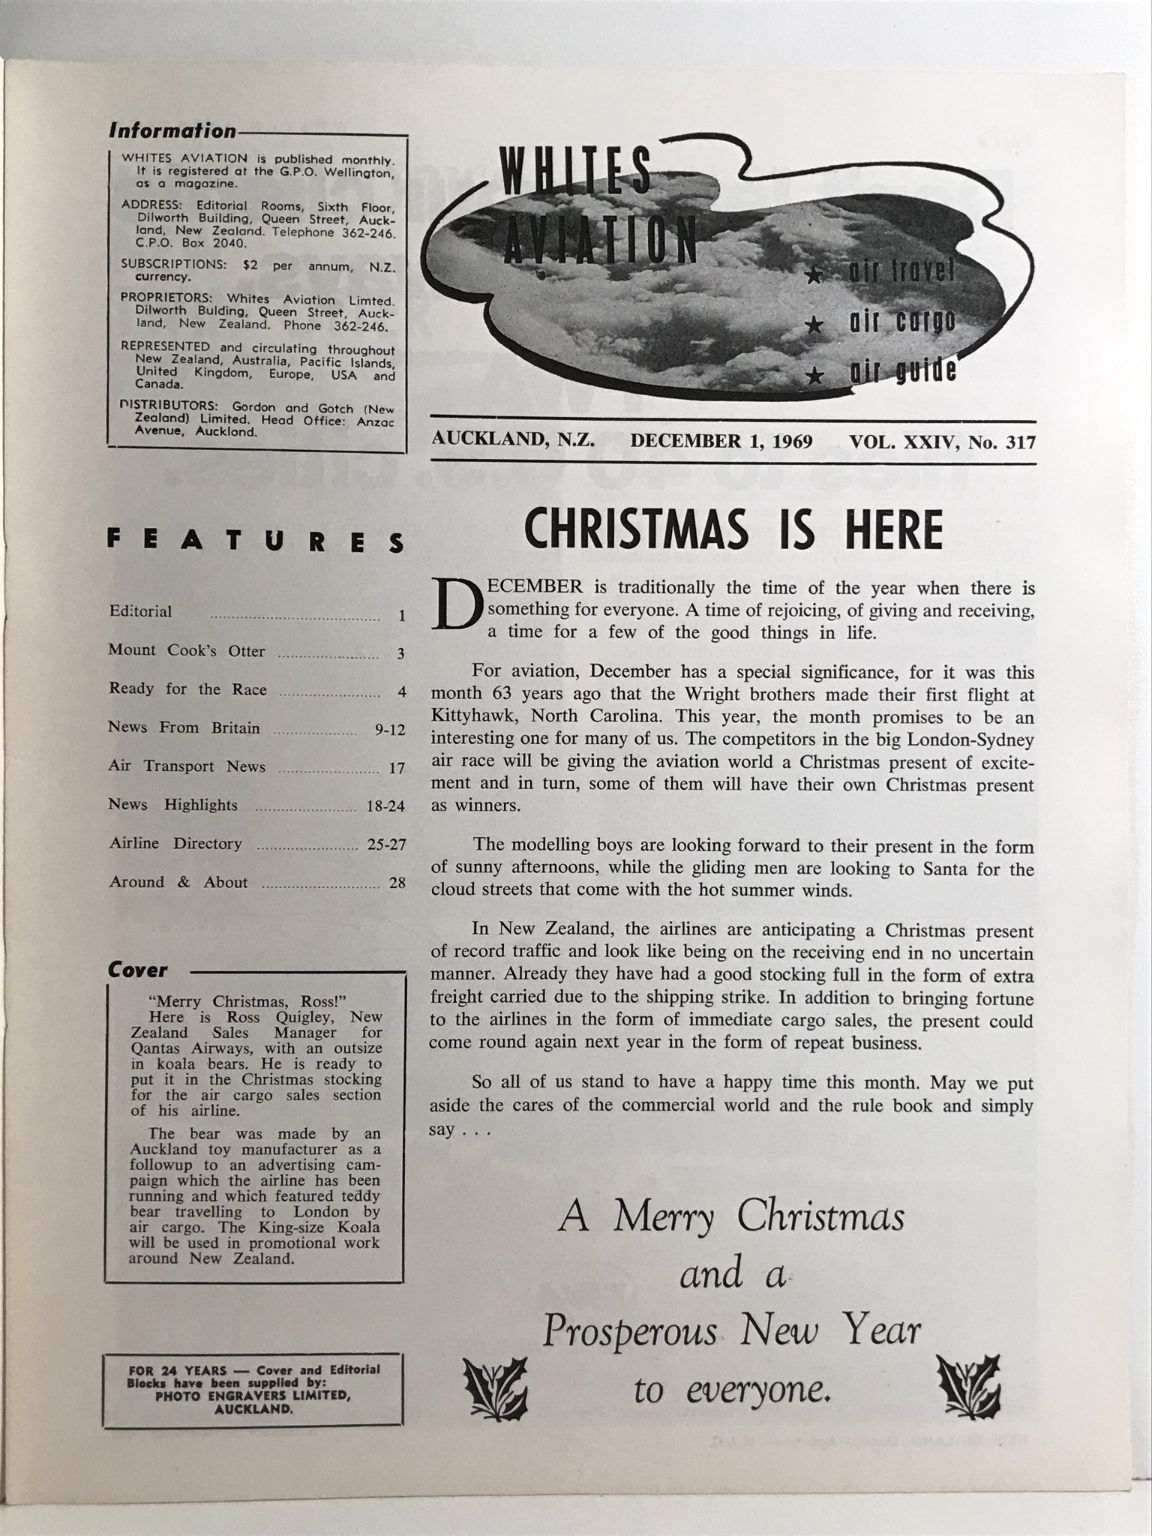 Information
WHITES AVIATION is published monthly.
It is registered at the G.P.O. Wellington,
as a magazine.
ADDRESS: Editorial Rooms, Sixth Floor,
Dilworth Building, Queen Street, Auck-
land, New Zealand. Telephone 362-246.
C.P.O. Box 2040.
SUBSCRIPTIONS: $2 per annum, N.Z.
currency.
PROPRIETORS: Whites Aviation Limted.
Dilworth Bulding, Queen Street, Auck-
land, New Zealand. Phone 362-246.
REPRESENTED and circulating throughout
New Zealand, Australia, Pacific Islands,
United Kingdom, Europe, USA and
Canada.
DISTRIBUTORS: Gordon and Gotch (New
Zealand) Limited. Head Office: Anzac
Avenue, Auckland.
WHITES
AVIATION
★ air travel
★ air cargo
★ air guide
AUCKLAND, N.Z. DECEMBER 1, 1969 VOL. XXIV, No. 317
FEATURES
Editorial 1
Mount Cook's Otter 3
Ready for the Race 4
News From Britain 9-12
Air Transport News 17
News Highlights 18-24
Airline Directory 25-27
Around & About 28
Cover
"Merry Christmas, Ross!"
Here is Ross Quigley, New
Zealand Sales Manager for
Qantas Airways, with an outsize
in koala bears. He is ready to
put it in the Christmas stocking
for the air cargo sales section
of his airline.
The bear was made by an
Auckland toy manufacturer as a
followup to an advertising cam-
paign which the airline has been
running and which featured teddy
bear travelling to London by
air cargo. The King-size Koala
will be used in promotional work
around New Zealand.
FOR 24 YEARS — Cover and Editorial
Blocks have been supplied by:
PHOTO ENGRAVERS LIMITED,
AUCKLAND.
CHRISTMAS IS HERE
DECEMBER is traditionally the time of the year when there is
something for everyone. A time of rejoicing, of giving and receiving,
a time for a few of the good things in life.
For aviation, December has a special significance, for it was this
month 63 years ago that the Wright brothers made their first flight at
Kittyhawk, North Carolina. This year, the month promises to be an
interesting one for many of us. The competitors in the big London-Sydney
air race will be giving the aviation world a Christmas present of excite-
ment and in turn, some of them will have their own Christmas present
as winners.
The modelling boys are looking forward to their present in the form
of sunny afternoons, while the gliding men are looking to Santa for the
cloud streets that come with the hot summer winds.
In New Zealand, the airlines are anticipating a Christmas present
of record traffic and look like being on the receiving end in no uncertain
manner. Already they have had a good stocking full in the form of extra
freight carried due to the shipping strike. In addition to bringing fortune
to the airlines in the form of immediate cargo sales, the present could
come round again next year in the form of repeat business.
So all of us stand to have a happy time this month. May we put
aside the cares of the commercial world and the rule book and simply
say . . .
A Merry Christmas
and a
Prosperous New Year
to everyone.